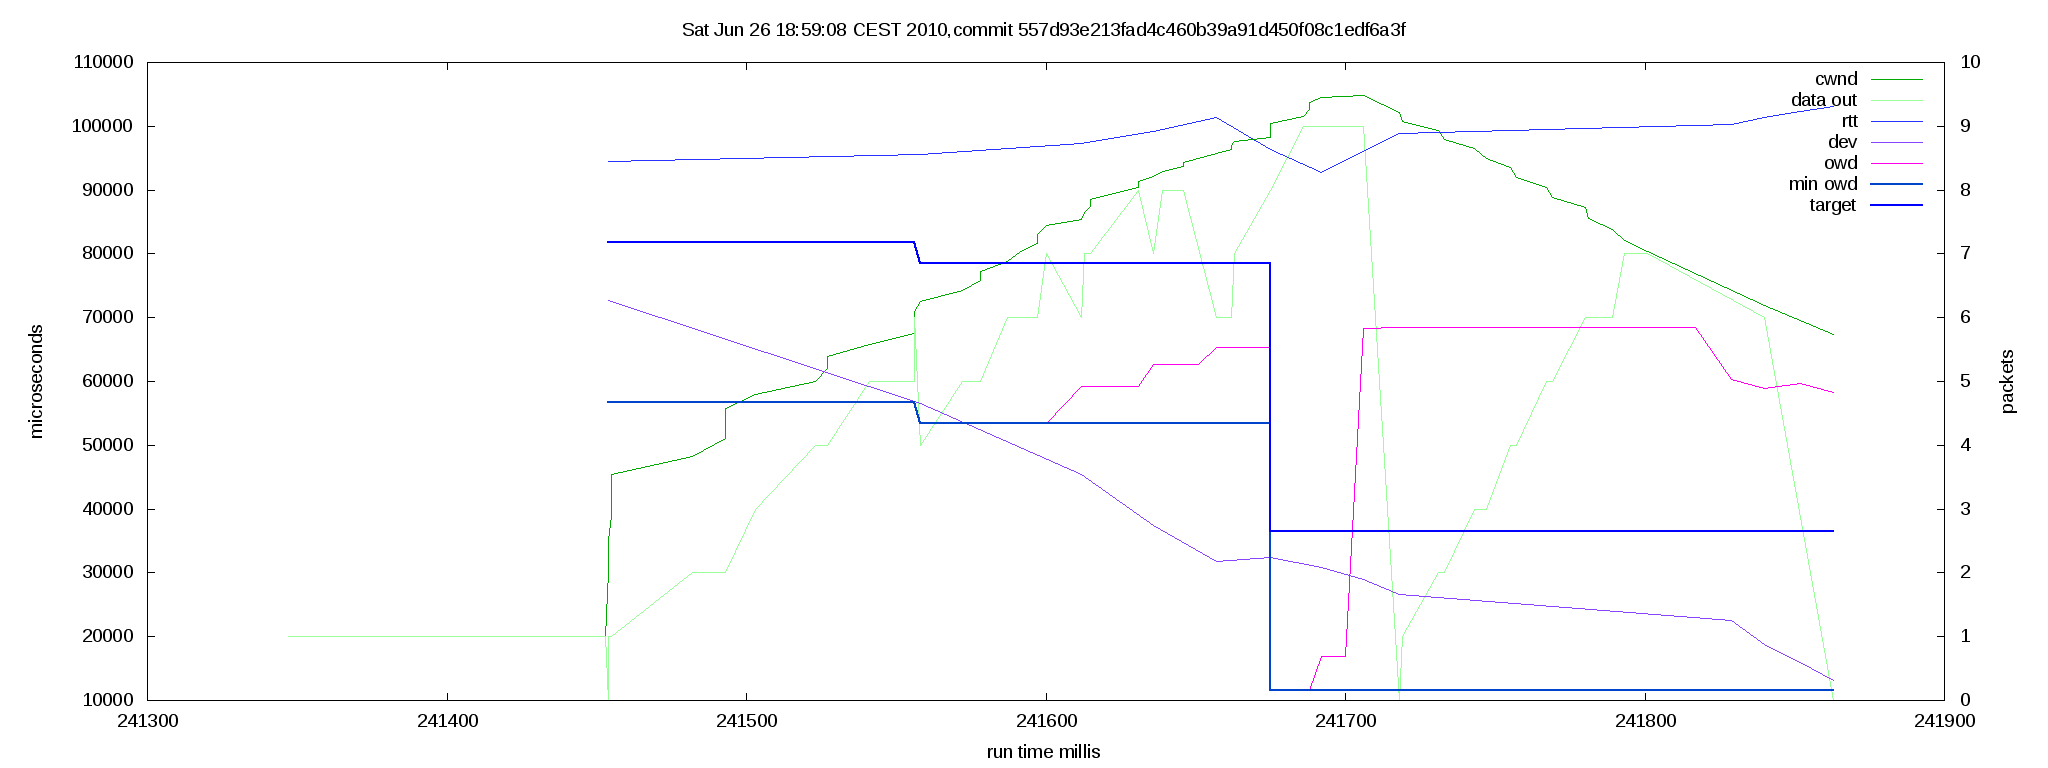 Sat Jun 26 18:59:08 CEST 2010, commit 557d93e213fad4c460b39a91d450f08c1edf6a3f
110000
100000
90000
80000
70000
60000
50000
40000
30000
20000
10000
microseconds
10
9
8
7
6
5
4
3
2
1
0
packets
cwnd
data out
rtt
dev
owd
min owd
target
241300 241400 241500 241600 241700 241800 241900
run time millis